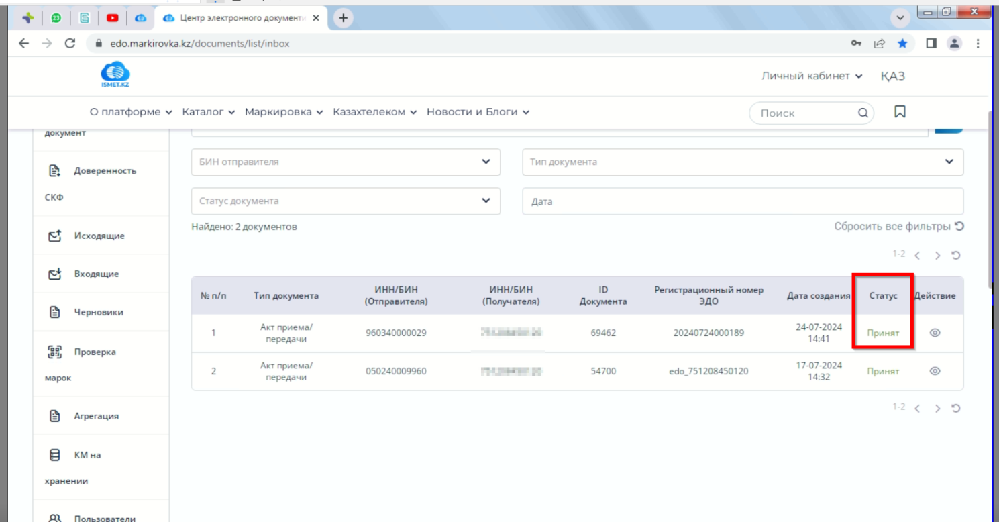 23
Центр электронного документ
edo.markirovka.kz/documents/list/inbox
ISMET.KZ
Личный кабинет
ҚАЗ
О платформе
Каталог
Маркировка
Казахтелеком
Новости и Блоги
Поиск
документ
Доверенность
СКФ
Исходящие
Входящие
Черновики
Проверка
марок
Агрегация
КМ на
хранении
Пользователи
БИН отправителя
Тип документа
Статус документа
Дата
Найдено: 2 документов
Сбросить все фильтры
1-2
№ п/п
Тип документа
ИНН/БИН
(Отправителя)
ИНН/БИН
(Получателя)
ID
Документа
Регистрационный номер
ЭДО
Дата создания
Статус
Действие
1
Акт приема/
передачи
960340000029
69462
20240724000189
24-07-2024
14:41
Принят
2
Акт приема/
передачи
050240009960
54700
edo_751208450120
17-07-2024
14:32
Принят
1-2